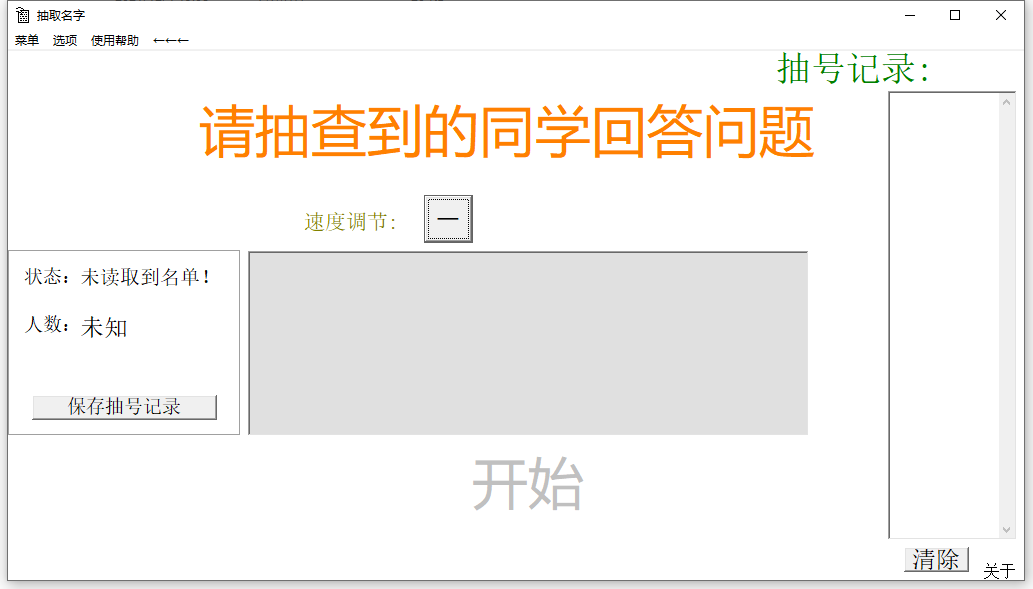 抽取名字
菜单 选项 使用帮助 ←←←
抽号记录:
请抽查到的同学回答问题
速度调节: 一
状态: 未读取到名单!
人数: 未知
保存抽号记录
开始
清除
关于